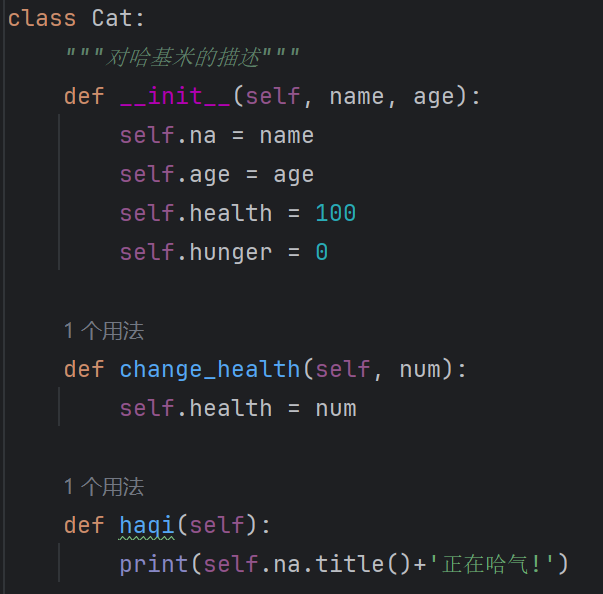 class Cat:
    """对哈基米的描述"""
    def __init__(self, name, age):
        self.na = name
        self.age = age
        self.health = 100
        self.hunger = 0
    1 个用法
    def change_health(self, num):
        self.health = num
    1 个用法
    def haqi(self):
        print(self.na.title()+'正在哈气!')